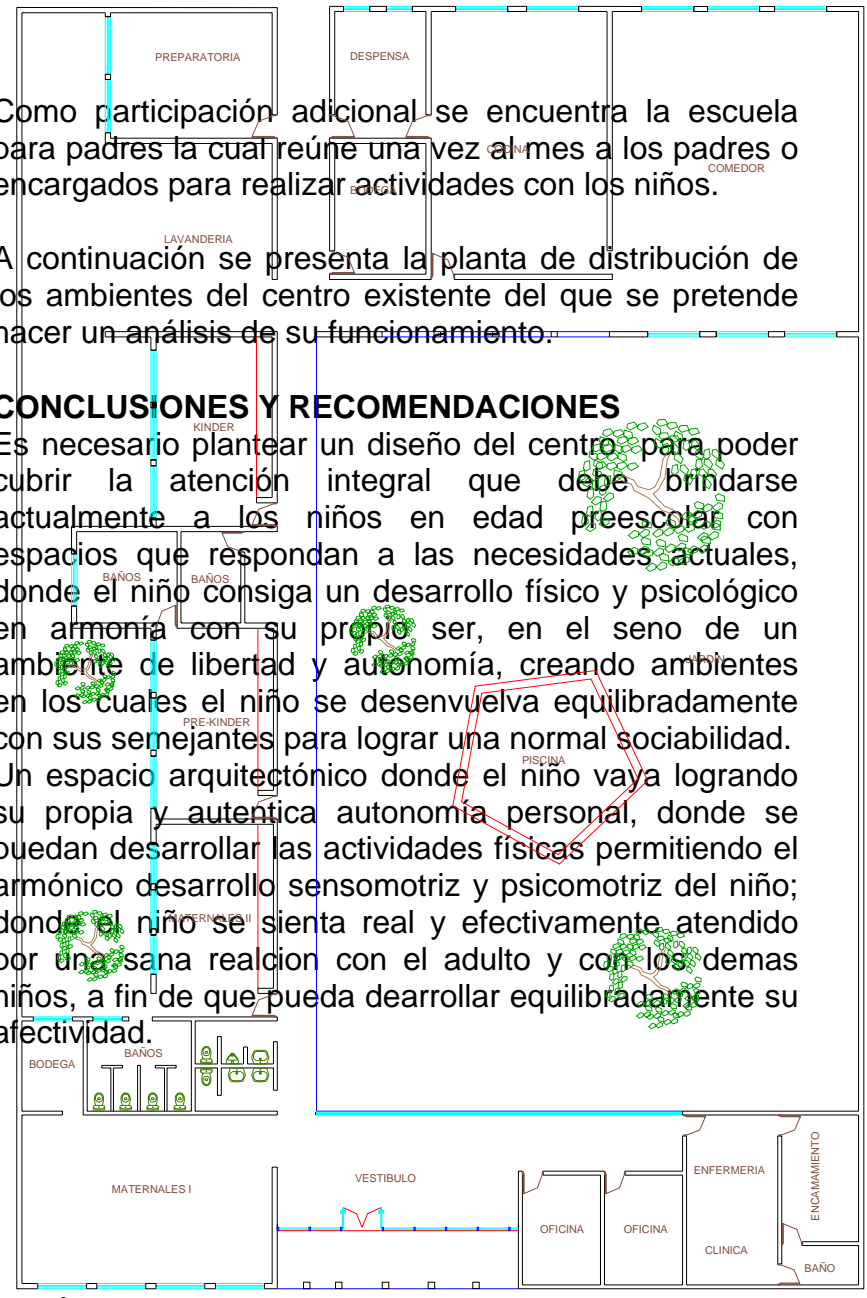 PREPARATORIA
DESPENSA
Como participación adicional se encuentra la escuela
para padres la cual reúne una vez al mes a los padres o
COCINA
COMEDOR
encargados para realizar actividades con los niños.
BODEGA
LAVANDERIA
A continuación se presenta la planta de distribución de
los ambientes del centro existente del que se pretende
hacer un análisis de su funcionamiento.
CONCLUSIONES Y RECOMENDACIONES
KINDER
Es necesario plantear un diseño del centro, para poder
cubrir la atención integral que debe brindarse
actualmente a los niños en edad preescolar con
espacios que respondan a las necesidades actuales,
BAÑOS
BAÑOS
donde el niño consiga un desarrollo físico y psicológico
en armonía con su propio ser, en el seno de un
ambiente de libertad y autonomía, creando ambientes
JARDIN
en los cuales el niño se desenvuelva equilibradamente
PRE-KINDER
con sus semejantes para lograr una normal sociabilidad.
PISCINA
Un espacio arquitectónico donde el niño vaya logrando
su propia y autentica autonomía personal, donde se
puedan desarrollar las actividades físicas permitiendo el
armónico desarrollo sensomotriz y psicomotriz del niño;
donde el niño se sienta real y efectivamente atendido
MATERNALES II
por una sana realcion con el adulto y con los demas
niños, a fin de que pueda dearrollar equilibradamente su
afectividad.
BODEGA
BAÑOS
MATERNALES I
VESTIBULO
ENFERMERIA
ENCAMAMIENTO
OFICINA
OFICINA
CLINICA
BAÑO